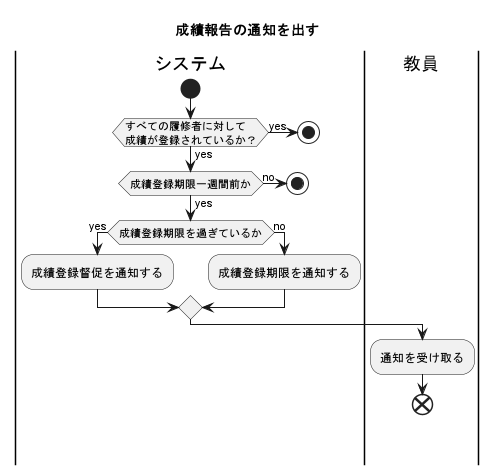 成績報告の通知を出す
システム
教員
すべての履修者に対して
成績が登録されているか？
yes
yes
成績登録期限一週間前か
no
yes
成績登録期限を過ぎているか
yes
no
成績登録督促を通知する
成績登録期限を通知する
通知を受け取る